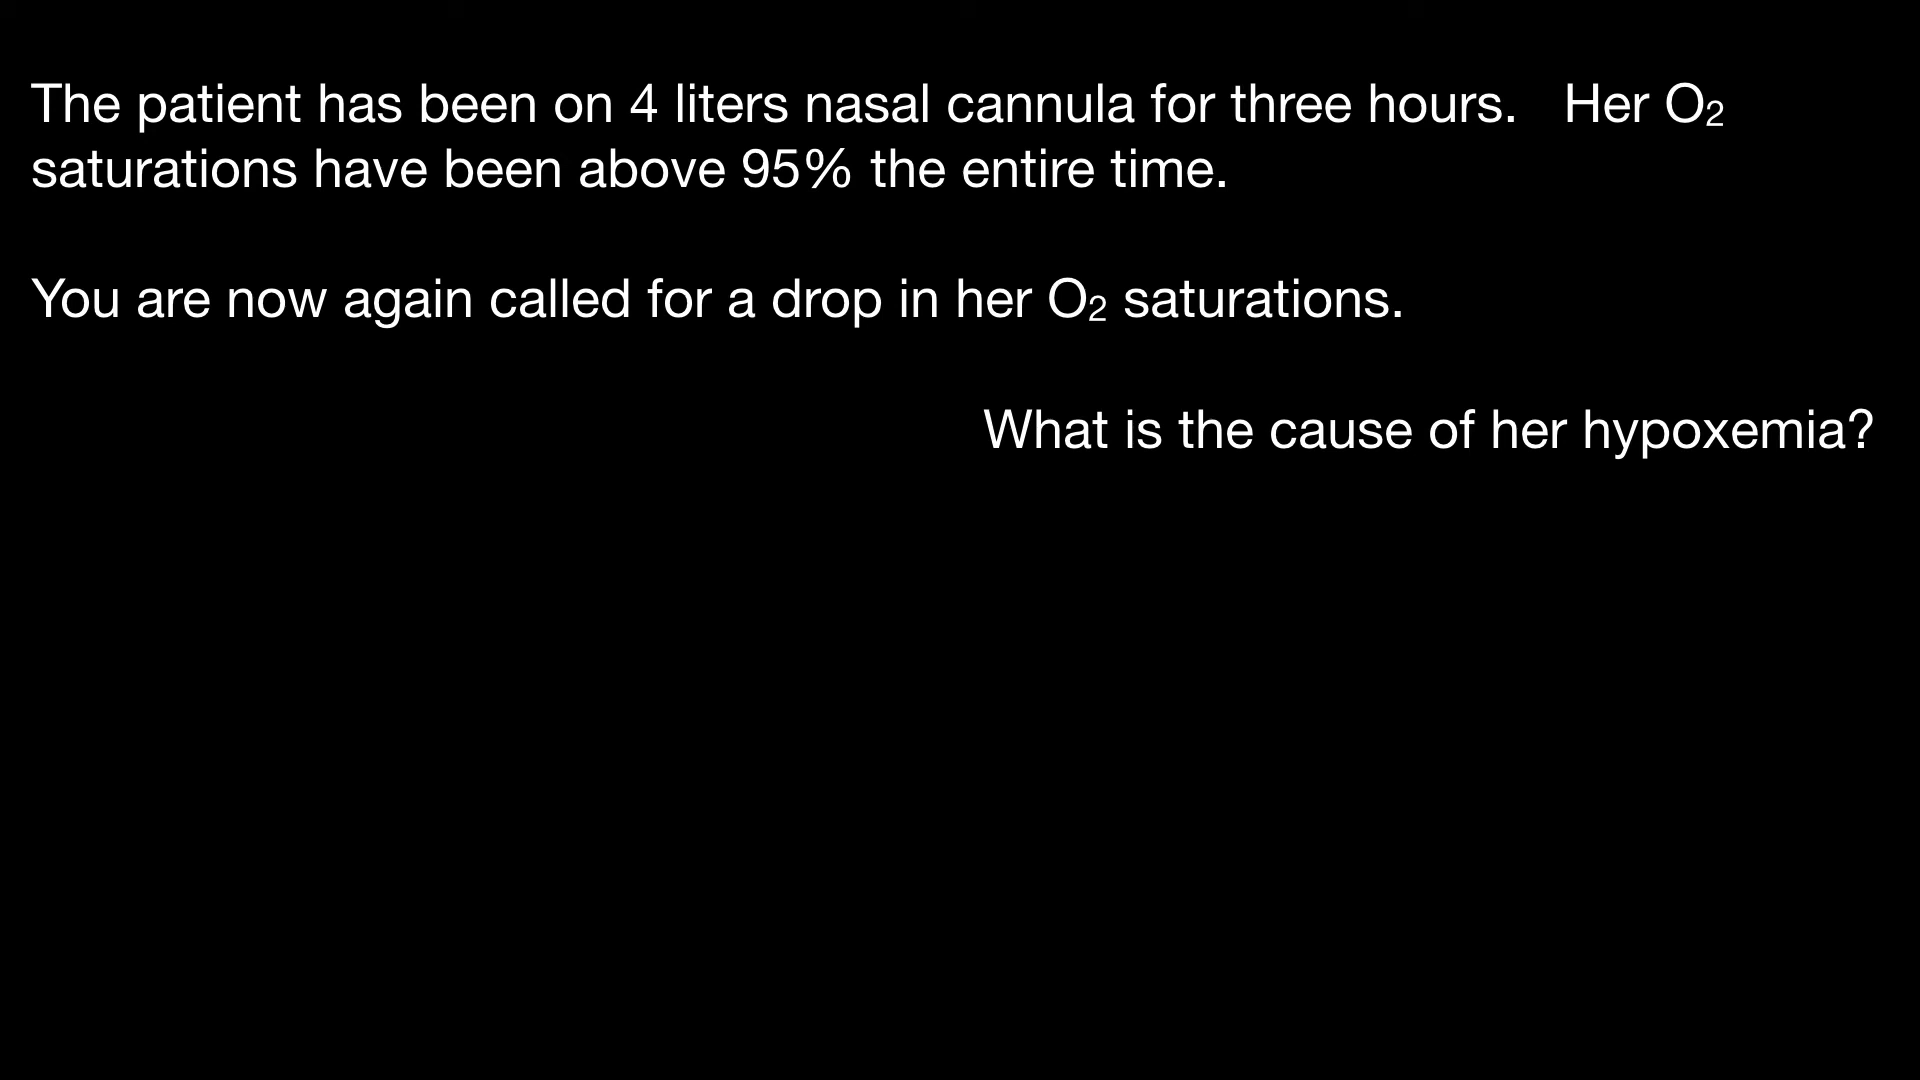 The patient has been on 4 liters nasal cannula for three hours.   Her O₂
saturations have been above 95% the entire time.
You are now again called for a drop in her O₂ saturations.
What is the cause of her hypoxemia?